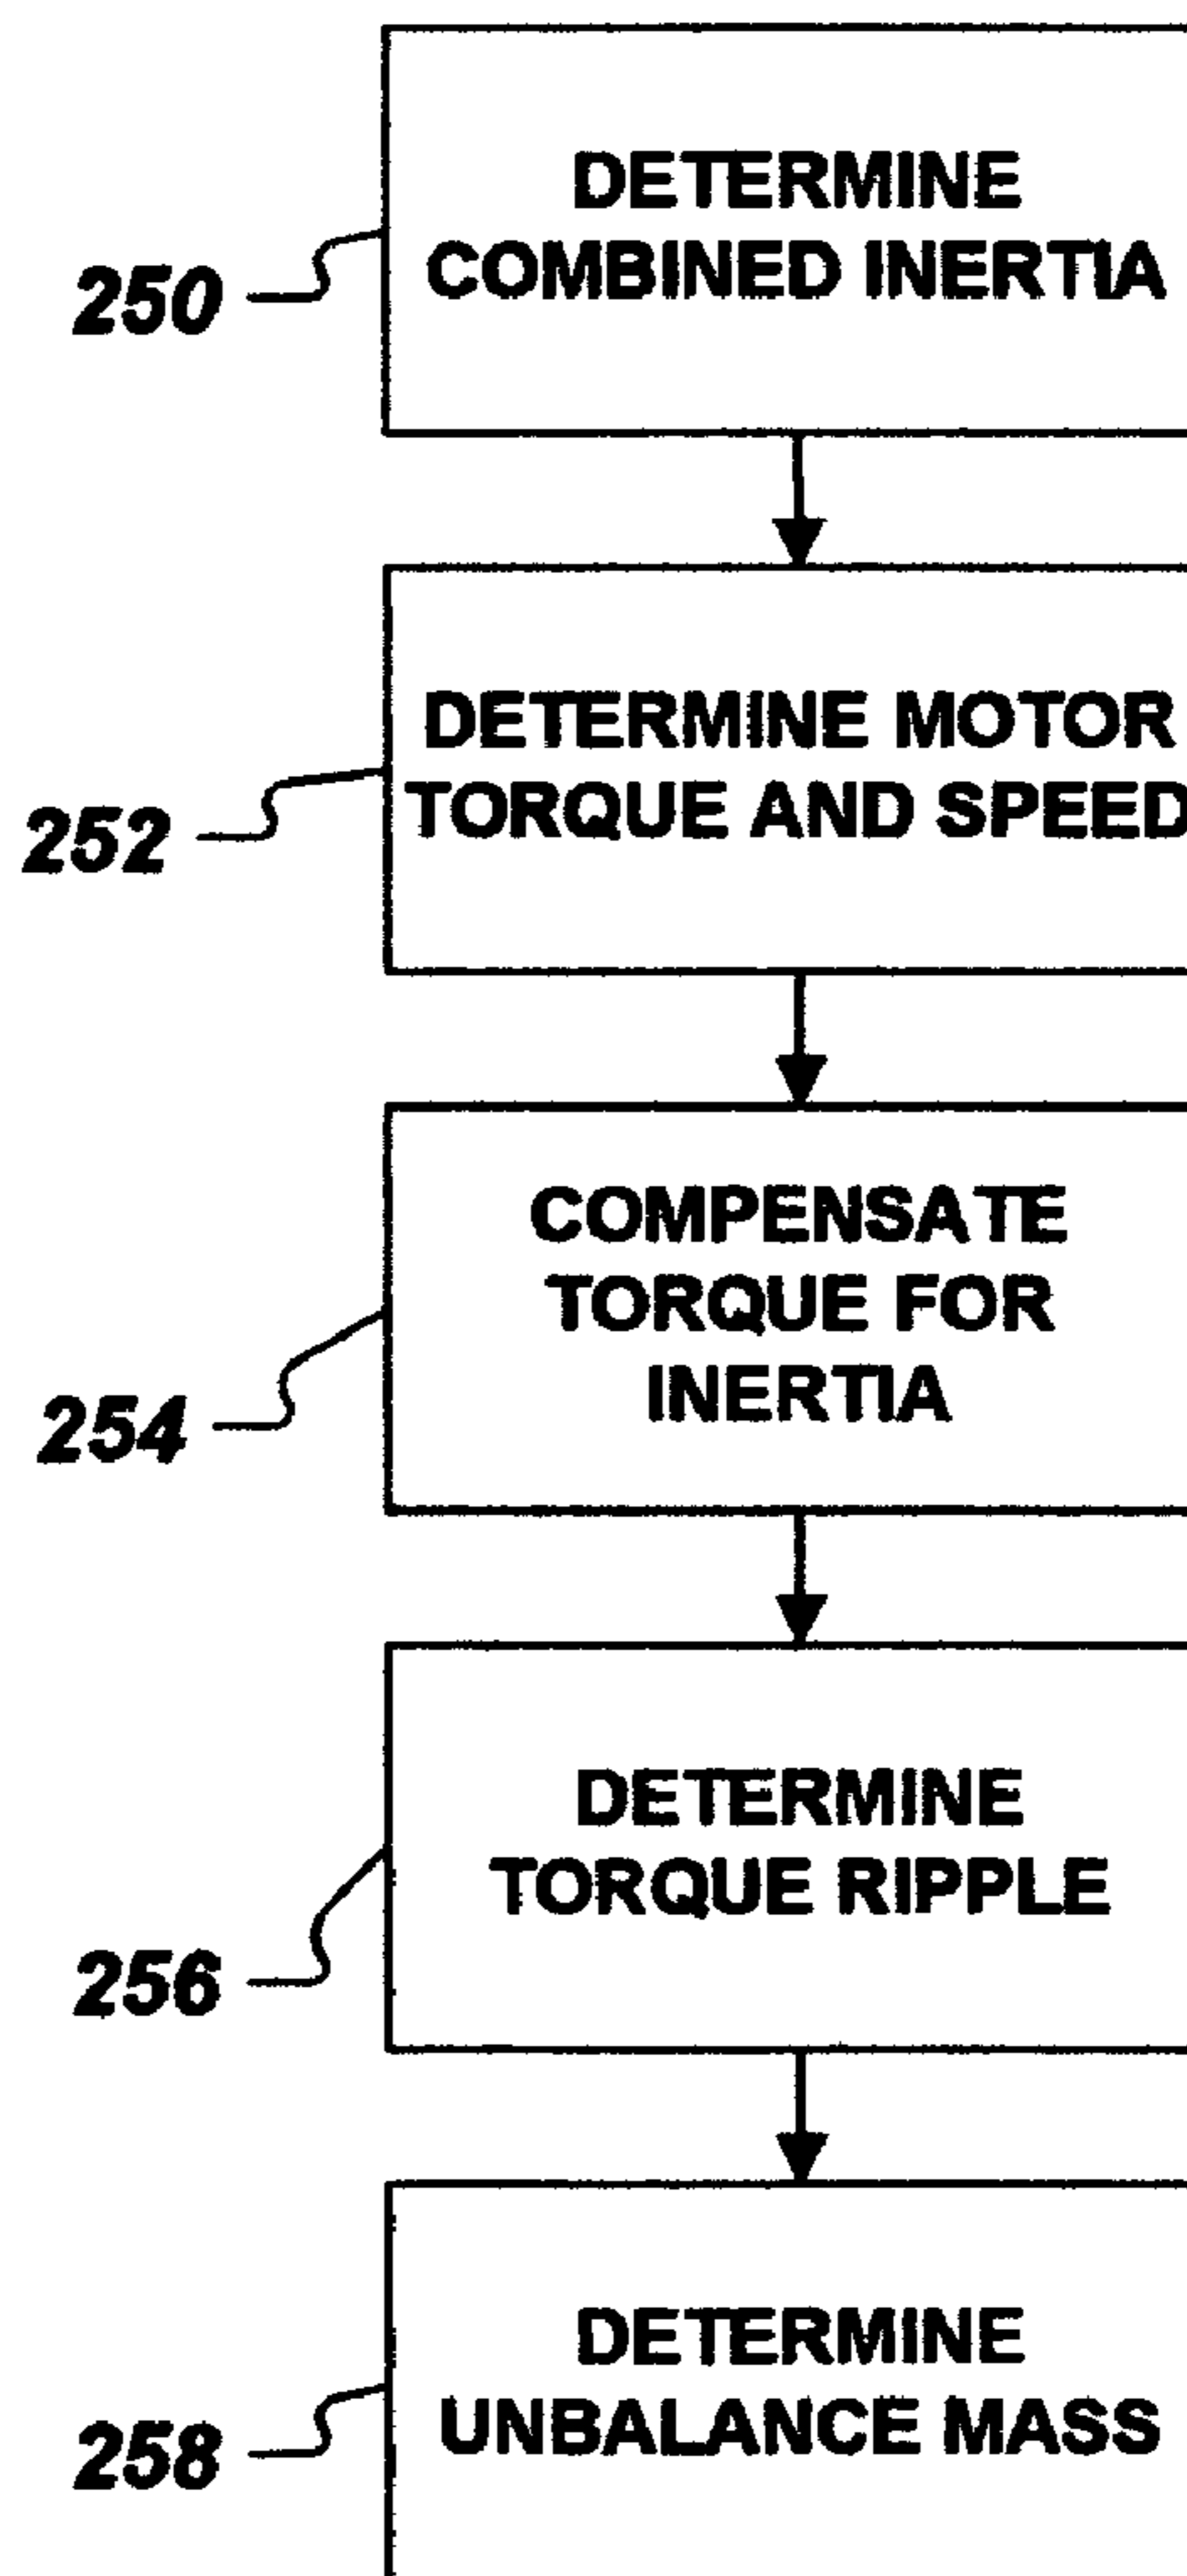 DETERMINE
COMBINED INERTIA
250
DETERMINE MOTOR
TORQUE AND SPEED
252
COMPENSATE
TORQUE FOR
INERTIA
254
DETERMINE
TORQUE RIPPLE
256
DETERMINE
UNBALANCE MASS
258